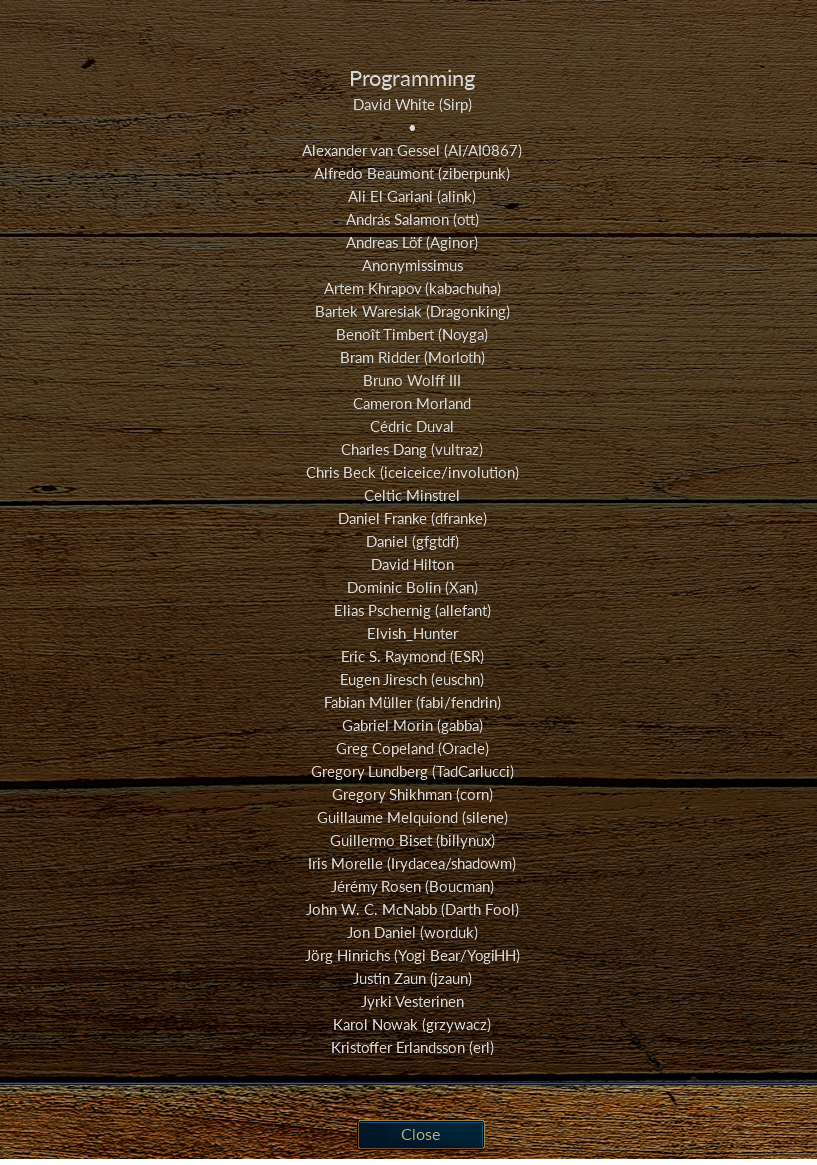 Programming
David White (Sirp)
•
Alexander van Gessel (AI/AI0867)
Alfredo Beaumont (ziberpunk)
Ali El Gariani (alink)
András Salamon (ott)
Andreas Löf (Aginor)
Anonymissimus
Artem Khrapov (kabachuha)
Bartek Waresiak (Dragonking)
Benoît Timbert (Noyga)
Bram Ridder (Morloth)
Bruno Wolff III
Cameron Morland
Cédric Duval
Charles Dang (vultraz)
Chris Beck (iceiceice/involution)
Celtic Minstrel
Daniel Franke (dfranke)
Daniel (gfgtdf)
David Hilton
Dominic Bolin (Xan)
Elias Pschernig (allefant)
Elvish_Hunter
Eric S. Raymond (ESR)
Eugen Jiresch (euschn)
Fabian Müller (fabi/fendrin)
Gabriel Morin (gabba)
Greg Copeland (Oracle)
Gregory Lundberg (TadCarlucci)
Gregory Shikhman (corn)
Guillaume Melquiond (silene)
Guillermo Biset (billynux)
Iris Morelle (Irydacea/shadowm)
Jérémy Rosen (Boucman)
John W. C. McNabb (Darth Fool)
Jon Daniel (worduk)
Jörg Hinrichs (Yogi Bear/YogiHH)
Justin Zaun (jzaun)
Jyrki Vesterinen
Karol Nowak (grzywacz)
Kristoffer Erlandsson (erl)
Close